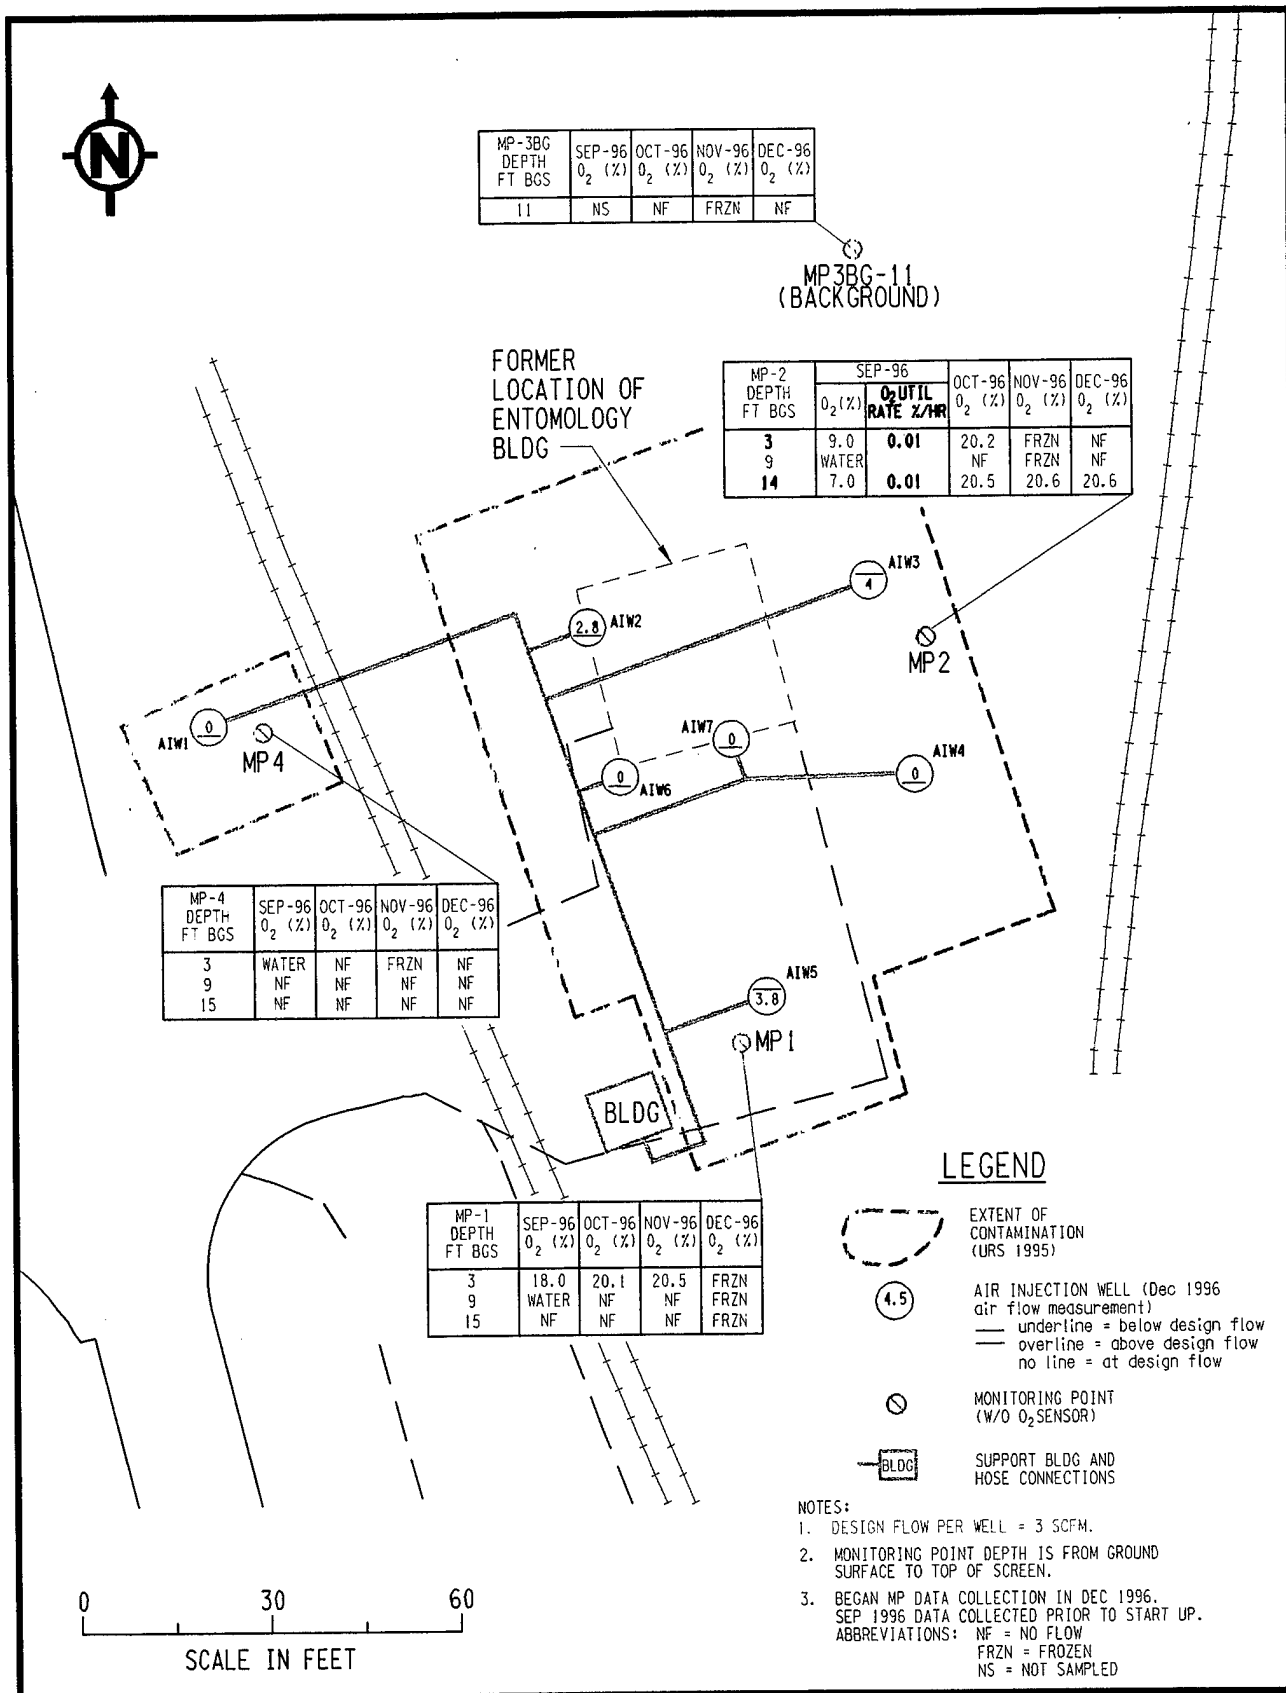 N
MP-3BG DEPTH FT BGS | SEP-96 O2 (%) | OCT-96 O2 (%) | NOV-96 O2 (%) | DEC-96 O2 (%)
11 | NS | NF | FRZN | NF
MP3BG-11
(BACKGROUND)
FORMER
LOCATION OF
ENTOMOLOGY
BLDG
MP-2 DEPTH FT BGS | SEP-96 O2(%) | O2UTIL RATE %/HR | OCT-96 O2 (%) | NOV-96 O2 (%) | DEC-96 O2 (%)
3 | 9.0 | 0.01 | 20.2 | FRZN | NF
9 | WATER | | NF | FRZN | NF
14 | 7.0 | 0.01 | 20.5 | 20.6 | 20.6
4 AIW3
2.8 AIW2
MP2
AIW1 0
MP4
AIW7 0
0 AIW6
AIW4 0
MP-4 DEPTH FT BGS | SEP-96 O2 (%) | OCT-96 O2 (%) | NOV-96 O2 (%) | DEC-96 O2 (%)
3 | WATER | NF | FRZN | NF
9 | NF | NF | NF | NF
15 | NF | NF | NF | NF
AIW5
3.8
MP1
BLDG
MP-1 DEPTH FT BGS | SEP-96 O2 (%) | OCT-96 O2 (%) | NOV-96 O2 (%) | DEC-96 O2 (%)
3 | 18.0 | 20.1 | 20.5 | FRZN
9 | WATER | NF | NF | FRZN
15 | NF | NF | NF | FRZN
LEGEND
EXTENT OF
CONTAMINATION
(URS 1995)
4.5
AIR INJECTION WELL (Dec 1996
air flow measurement)
underline = below design flow
overline = above design flow
no line = at design flow
MONITORING POINT
(W/O O2SENSOR)
BLDG
SUPPORT BLDG AND
HOSE CONNECTIONS
NOTES:
1. DESIGN FLOW PER WELL = 3 SCFM.
2. MONITORING POINT DEPTH IS FROM GROUND
SURFACE TO TOP OF SCREEN.
3. BEGAN MP DATA COLLECTION IN DEC 1996.
SEP 1996 DATA COLLECTED PRIOR TO START UP.
ABBREVIATIONS: NF = NO FLOW
FRZN = FROZEN
NS = NOT SAMPLED
0 30 60
SCALE IN FEET